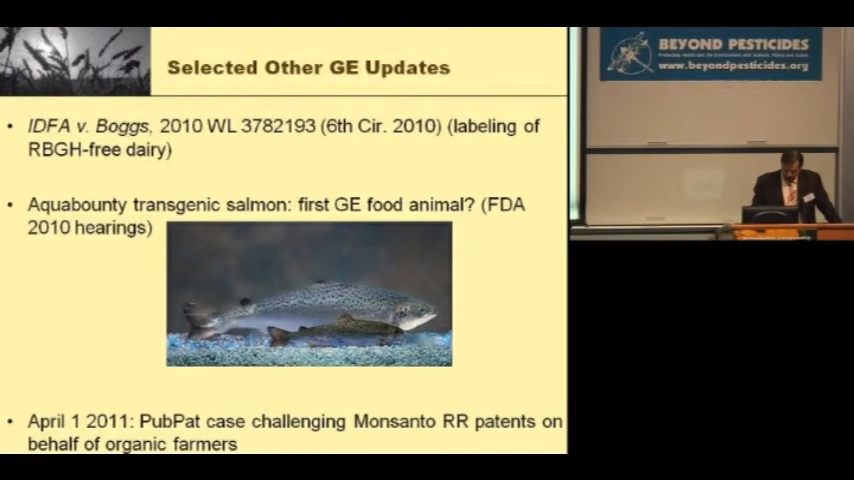 Selected Other GE Updates
• IDFA v. Boggs, 2010 WL 3782193 (6th Cir. 2010) (labeling of
RBGH-free dairy)
• Aquabounty transgenic salmon: first GE food animal? (FDA
2010 hearings)
• April 1 2011: PubPat case challenging Monsanto RR patents on
behalf of organic farmers
BEYOND PESTICIDES
www.beyondpesticides.org